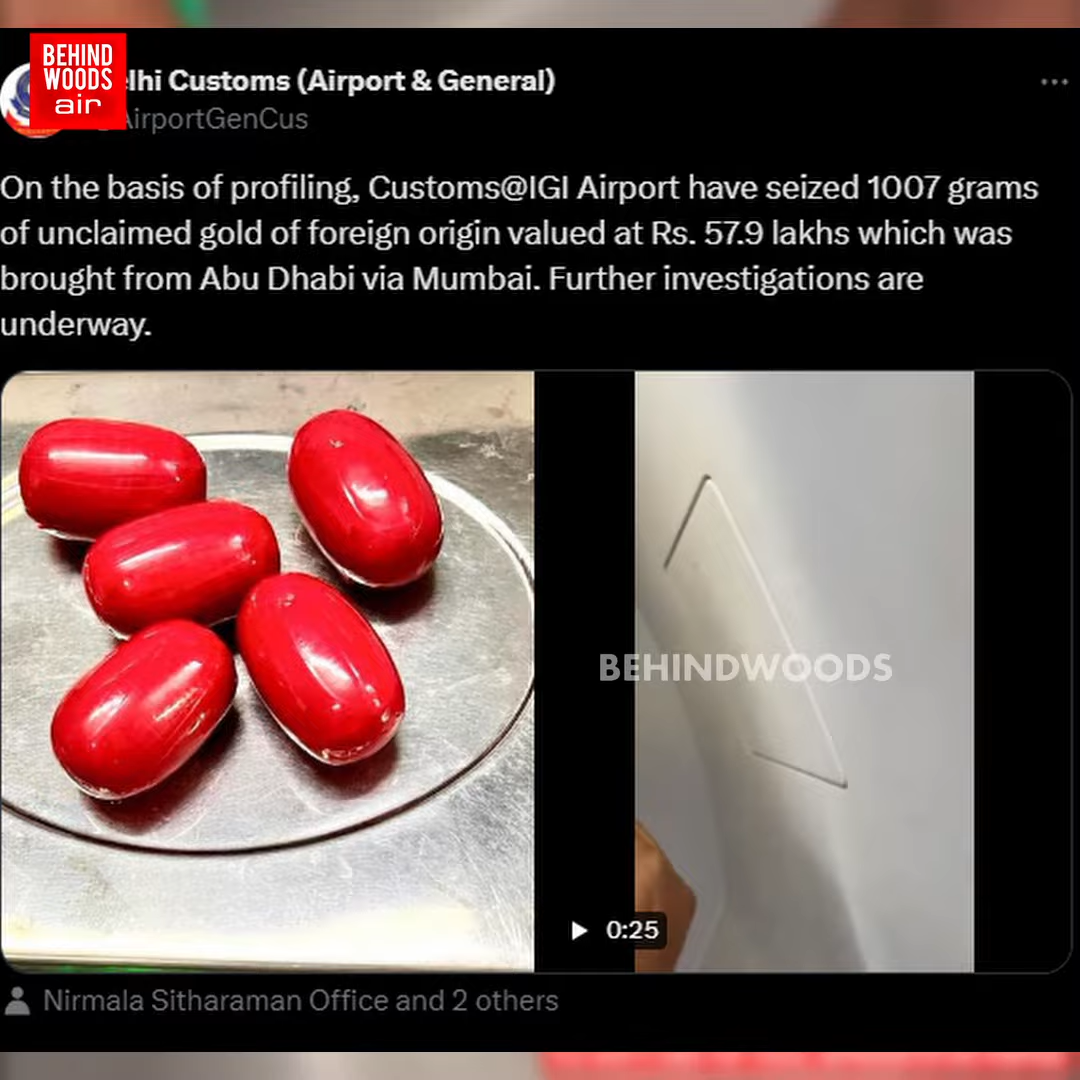 BEHIND
WOODS
air
lhi Customs (Airport & General)
AirportGenCus
On the basis of profiling, Customs@IGI Airport have seized 1007 grams
of unclaimed gold of foreign origin valued at Rs. 57.9 lakhs which was
brought from Abu Dhabi via Mumbai. Further investigations are
underway.
BEHINDWOODS
0:25
Nirmala Sitharaman Office and 2 others